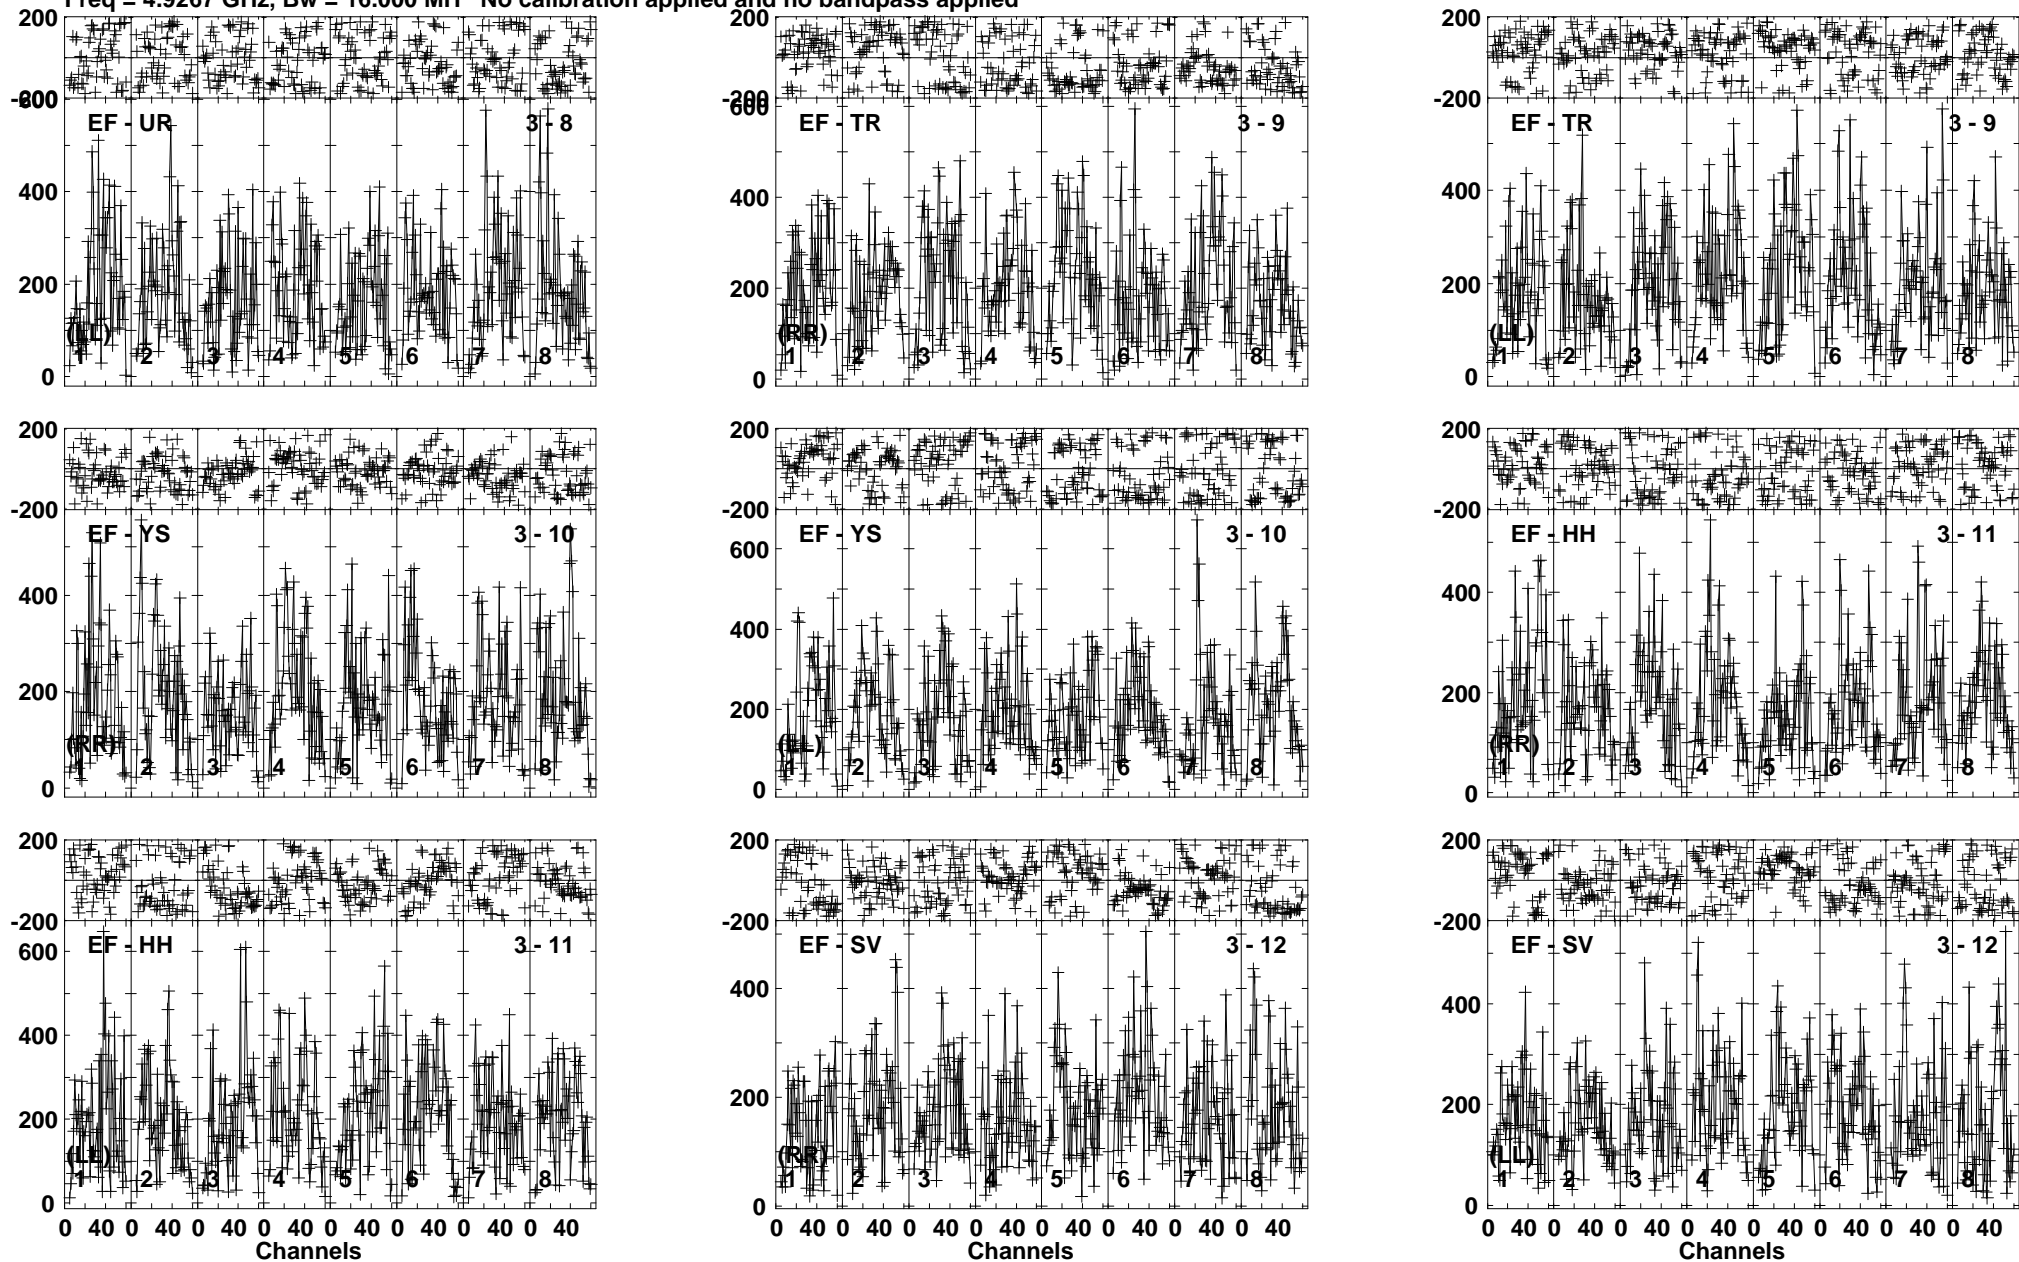 Freq = 4.9267 GHz, Bw = 16.000 MH No calibration applied and no bandpass applied
200 200 200
-200 -200
600 600
EF - UR 3 - 8 EF - TR 3 - 9 EF - TR 3 - 9
400 400 400
200 200 200
(LL) (RR) (LL)
1 2 3 4 5 6 7 8 1 2 3 4 5 6 7 8 1 2 3 4 5 6 7 8
0 0 0
200 200 200
-200 -200 -200
EF - YS 3 - 10 EF - YS 3 - 10 EF - HH 3 - 11
600
400 400 400
200 200 200
(RR) (LL) (RR)
1 2 3 4 5 6 7 8 1 2 3 4 5 6 7 8 1 2 3 4 5 6 7 8
0 0 0
200 200 200
-200 -200 -200
EF - HH 3 - 11 EF - SV 3 - 12 EF - SV 3 - 12
600
400 400 400
200 200 200
(LL) (RR) (LL)
1 2 3 4 5 6 7 8 1 2 3 4 5 6 7 8 1 2 3 4 5 6 7 8
0 0 0
0 40 0 40 0 40 0 40 0 40 0 40 0 40 0 40 0 40 0 40 0 40 0 40 0 40 0 40 0 40 0 40 0 40 0 40 0 40 0 40 0 40 0 40 0 40 0 40
Channels Channels